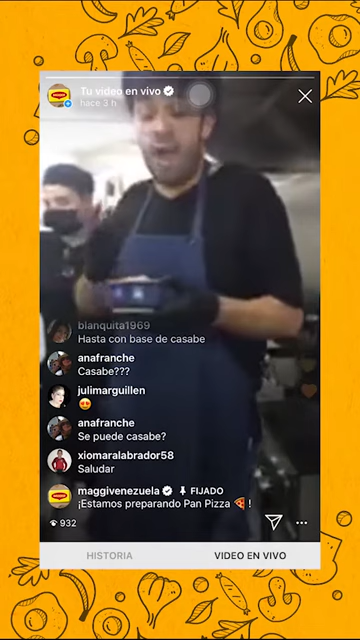 Tu video en vivo
hace 3 h
blanquita1969
Hasta con base de casabe
anafranche
Casabe???
julimarguillen
😍
anafranche
Se puede casabe?
xiomaralabrador58
Saludar
maggivenezuela FIJADO
¡Estamos preparando Pan Pizza 🍕 !
932
HISTORIA VIDEO EN VIVO